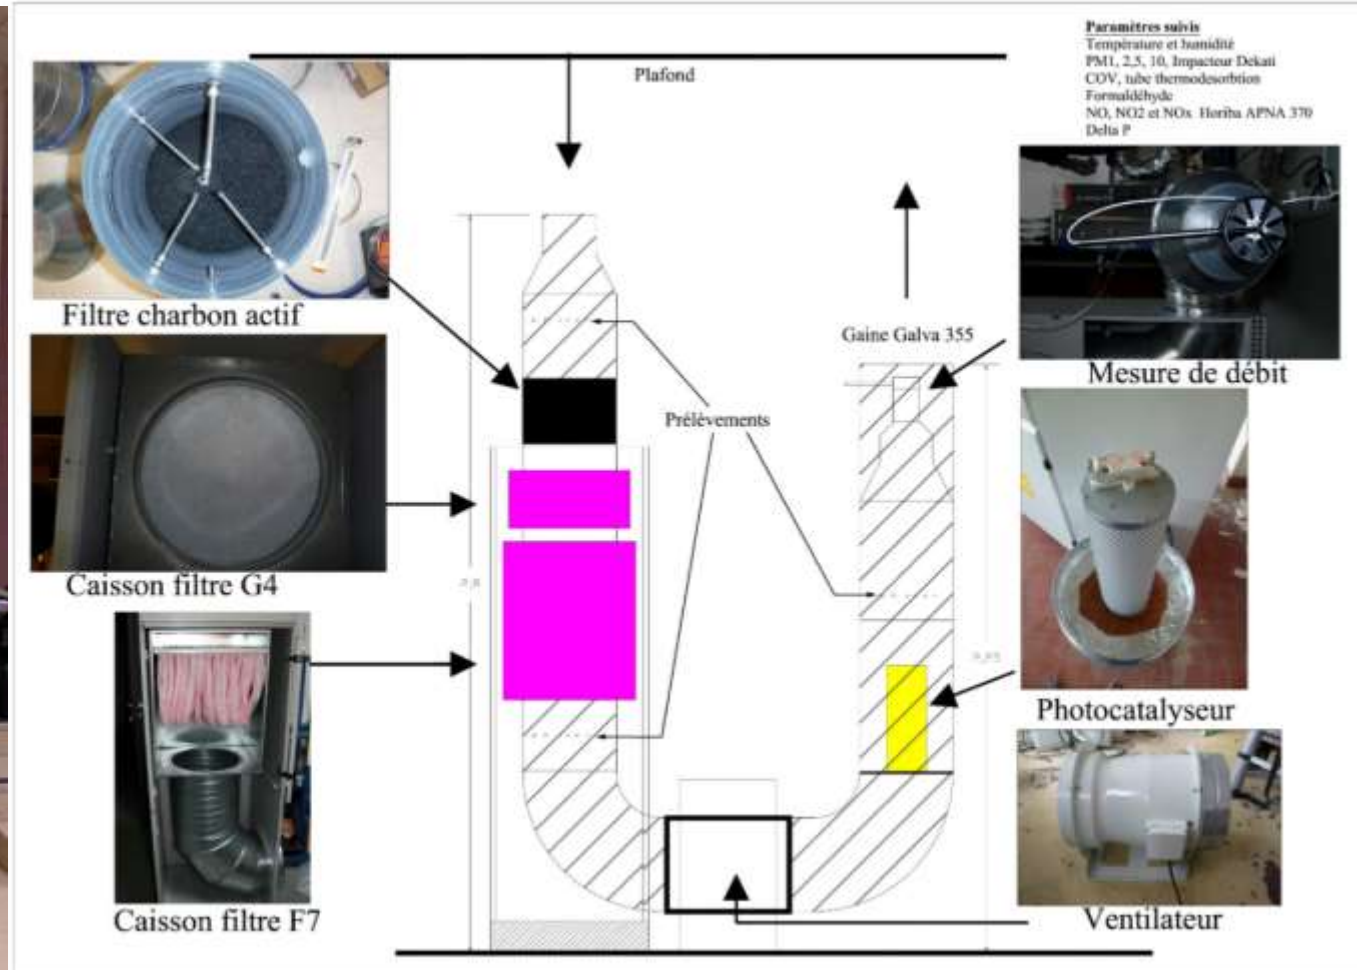 Paramètres suivis
Température et humidité
PM1, 2,5, 10, Impacteur Dekati
COV, tube thermodesorbtion
Formaldéhyde
NO, NO2 et NOx Horiba APNA 370
Delta P
Plafond
Filtre charbon actif
Gaine Galva 355
Mesure de débit
Prélèvements
Caisson filtre G4
Photocatalyseur
Caisson filtre F7
Ventilateur